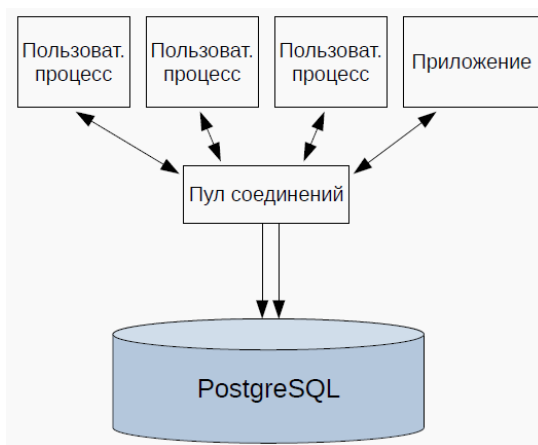 Пользоват.
процесс
Пользоват.
процесс
Пользоват.
процесс
Приложение
Пул соединений
PostgreSQL